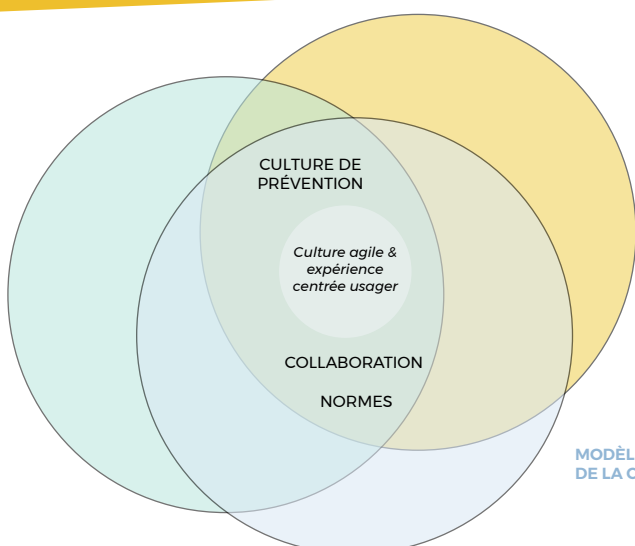 CULTURE DE
PRÉVENTION
Culture agile &
expérience
centrée usager
COLLABORATION
NORMES
MODÈL
DE LA C